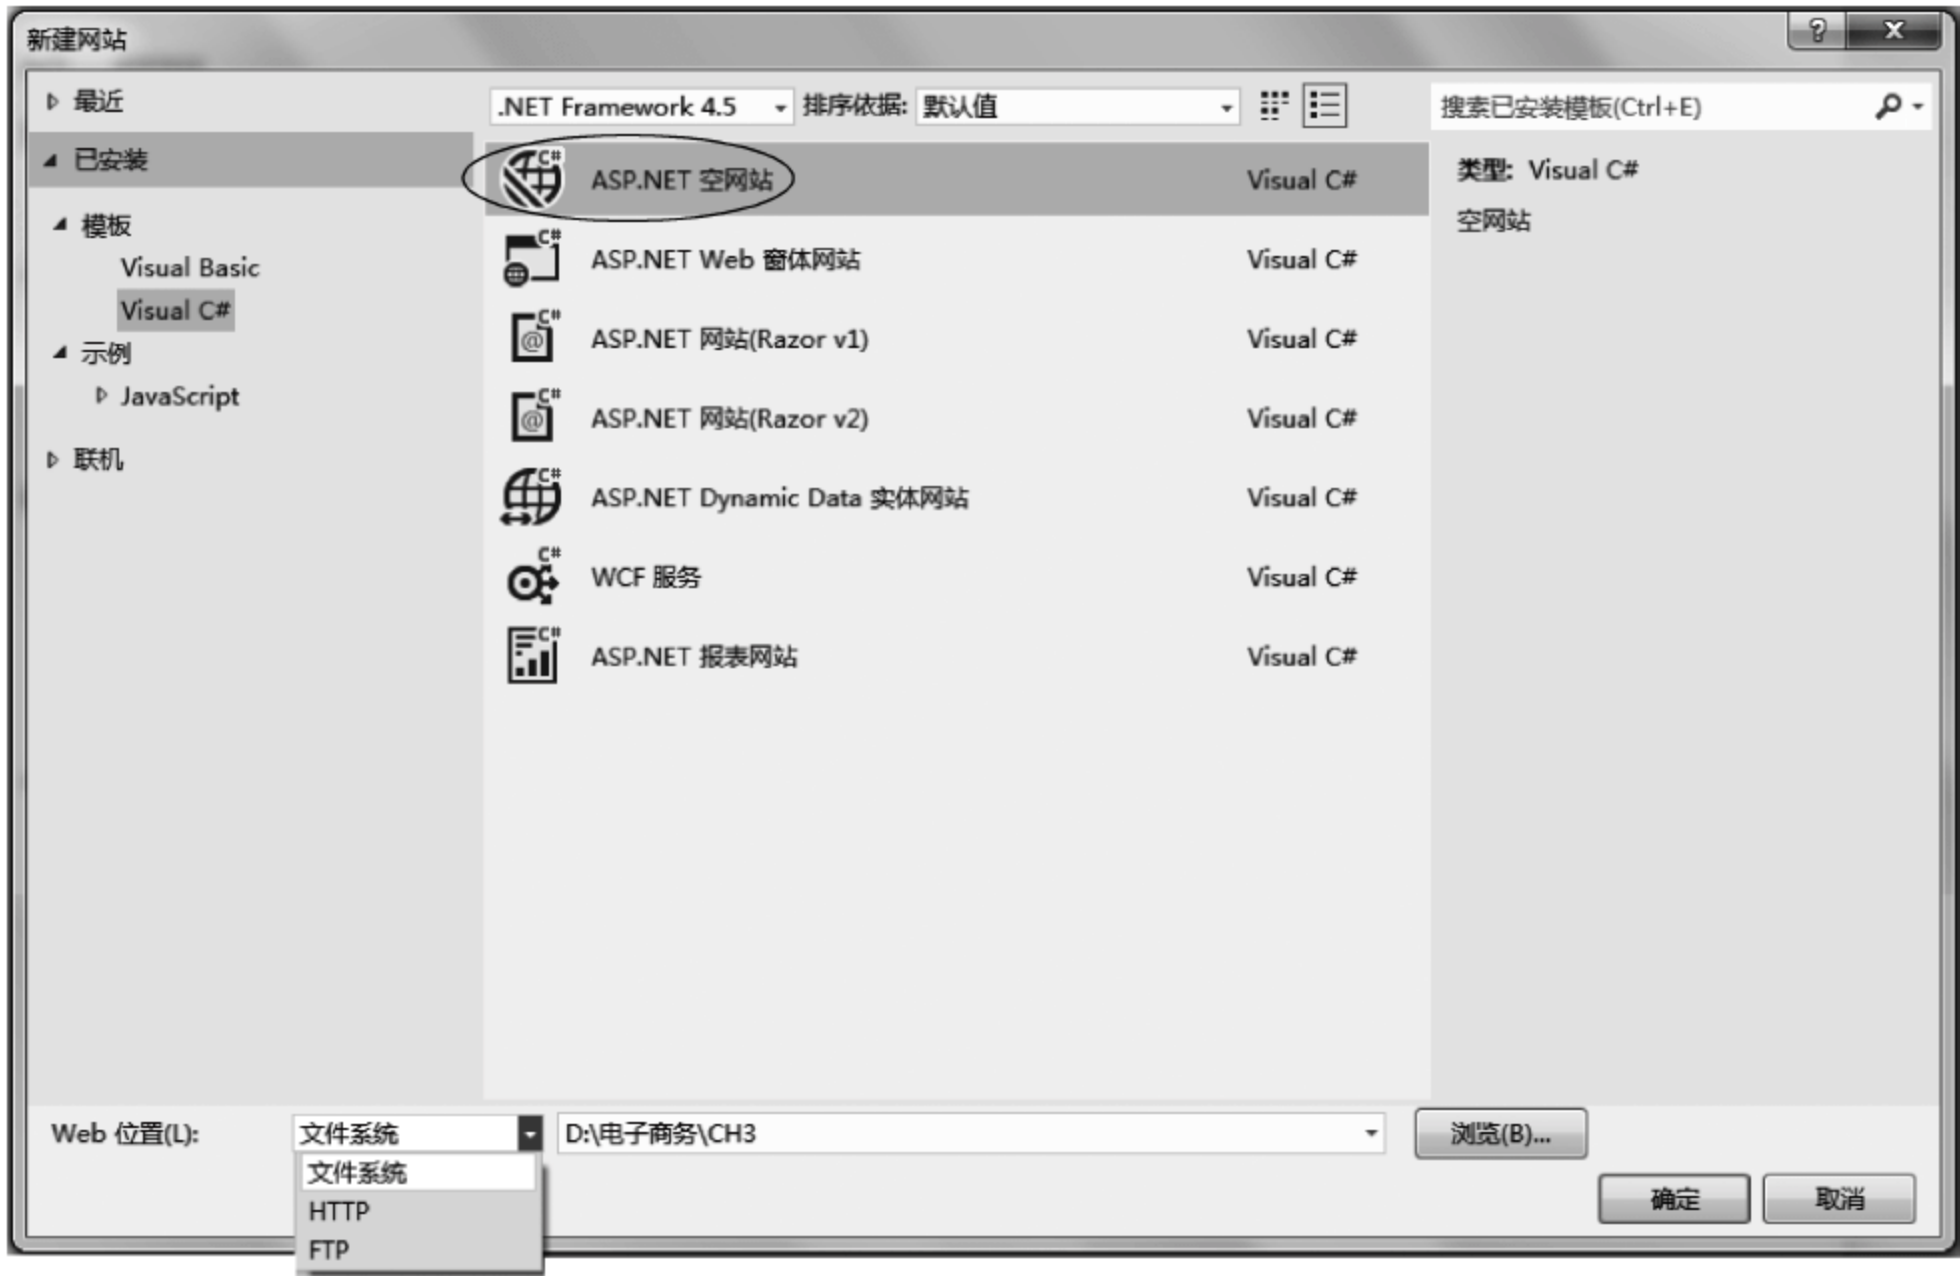 新建网站
最近
已安装
模板
Visual Basic
Visual C#
示例
JavaScript
联机
.NET Framework 4.5 排序依据: 默认值
搜索已安装模板(Ctrl+E)
C# ASP.NET 空网站 Visual C#
C# ASP.NET Web 窗体网站 Visual C#
C# @ ASP.NET 网站(Razor v1) Visual C#
C# @ ASP.NET 网站(Razor v2) Visual C#
C# ASP.NET Dynamic Data 实体网站 Visual C#
C# WCF 服务 Visual C#
C# ASP.NET 报表网站 Visual C#
类型: Visual C#
空网站
Web 位置(L): 文件系统 D:\电子商务\CH3 浏览(B)...
文件系统
HTTP
FTP
确定 取消